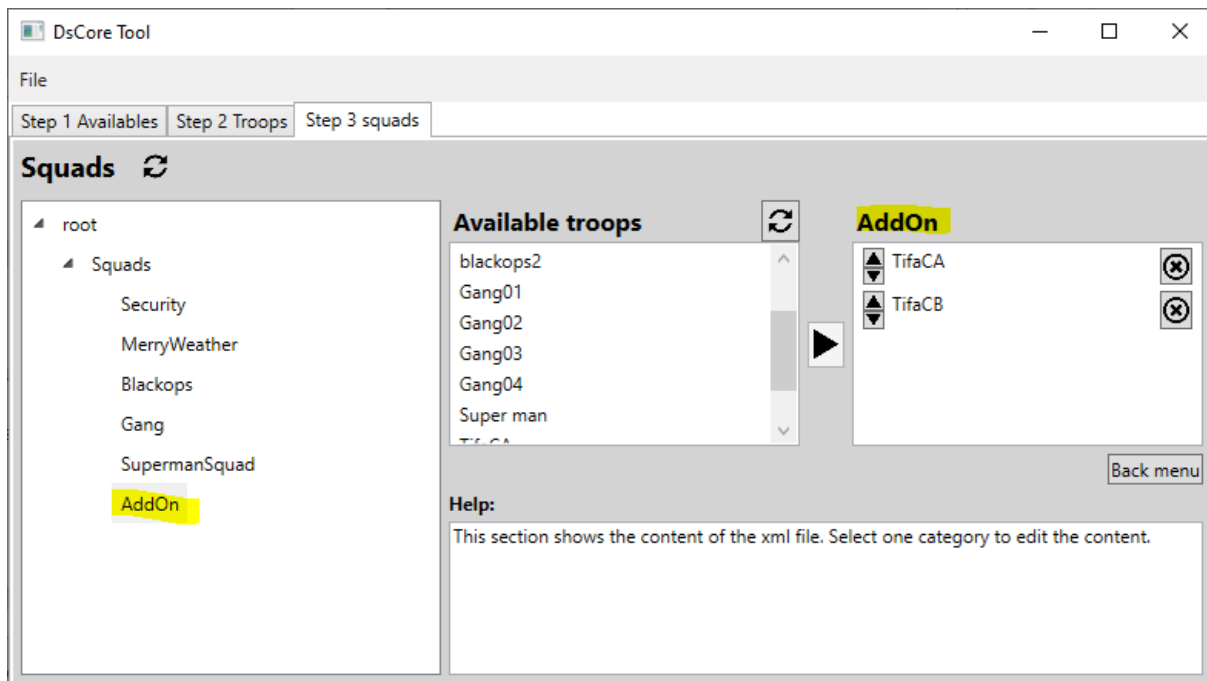 DsCore Tool
File
Step 1 Availables
Step 2 Troops
Step 3 squads
Squads
root
Squads
Security
MerryWeather
Blackops
Gang
SupermanSquad
AddOn
Available troops
blackops2
Gang01
Gang02
Gang03
Gang04
Super man
TifaCA
AddOn
TifaCA
TifaCB
Back menu
Help:
This section shows the content of the xml file. Select one category to edit the content.